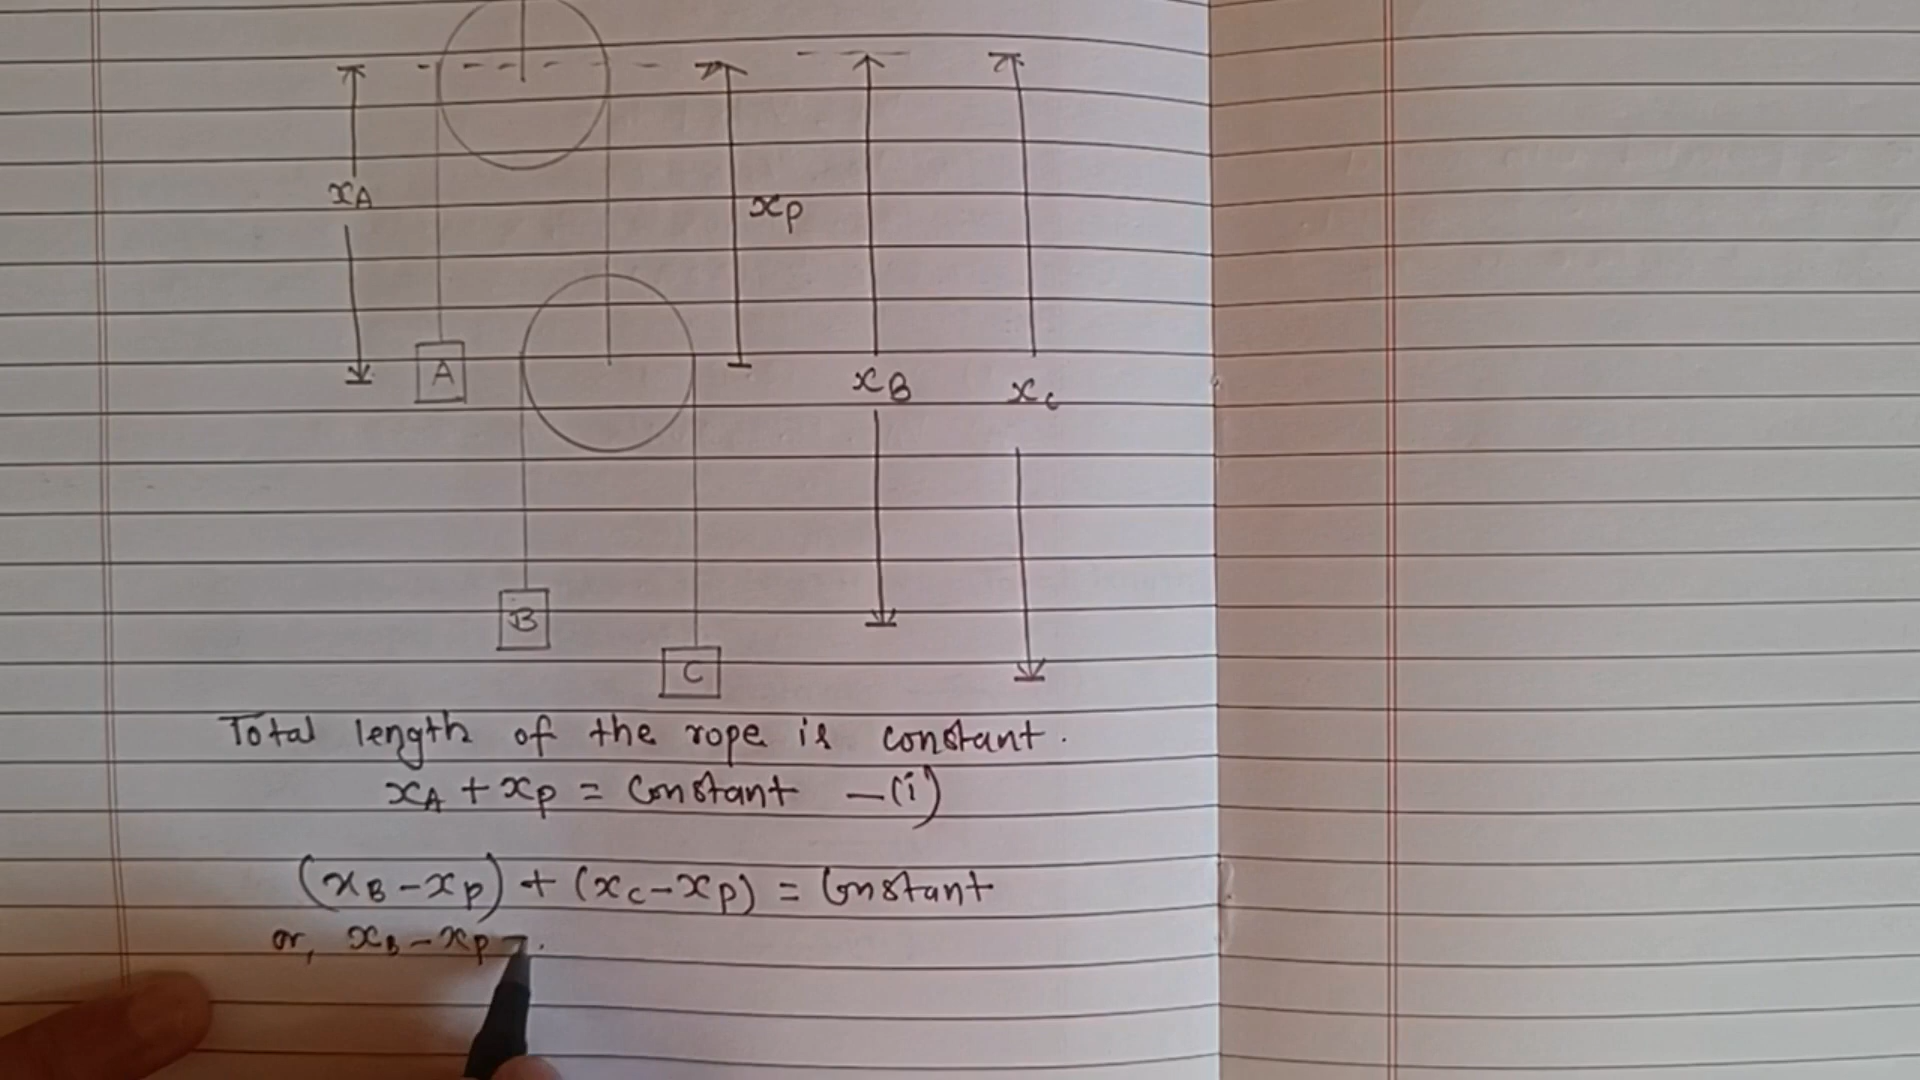 xA
xp
A
xB
xc
B
C
Total length of the rope is constant.
xA + xp = Constant —(i)
(xB - xp) + (xc - xp) = Constant
or, xB - xp